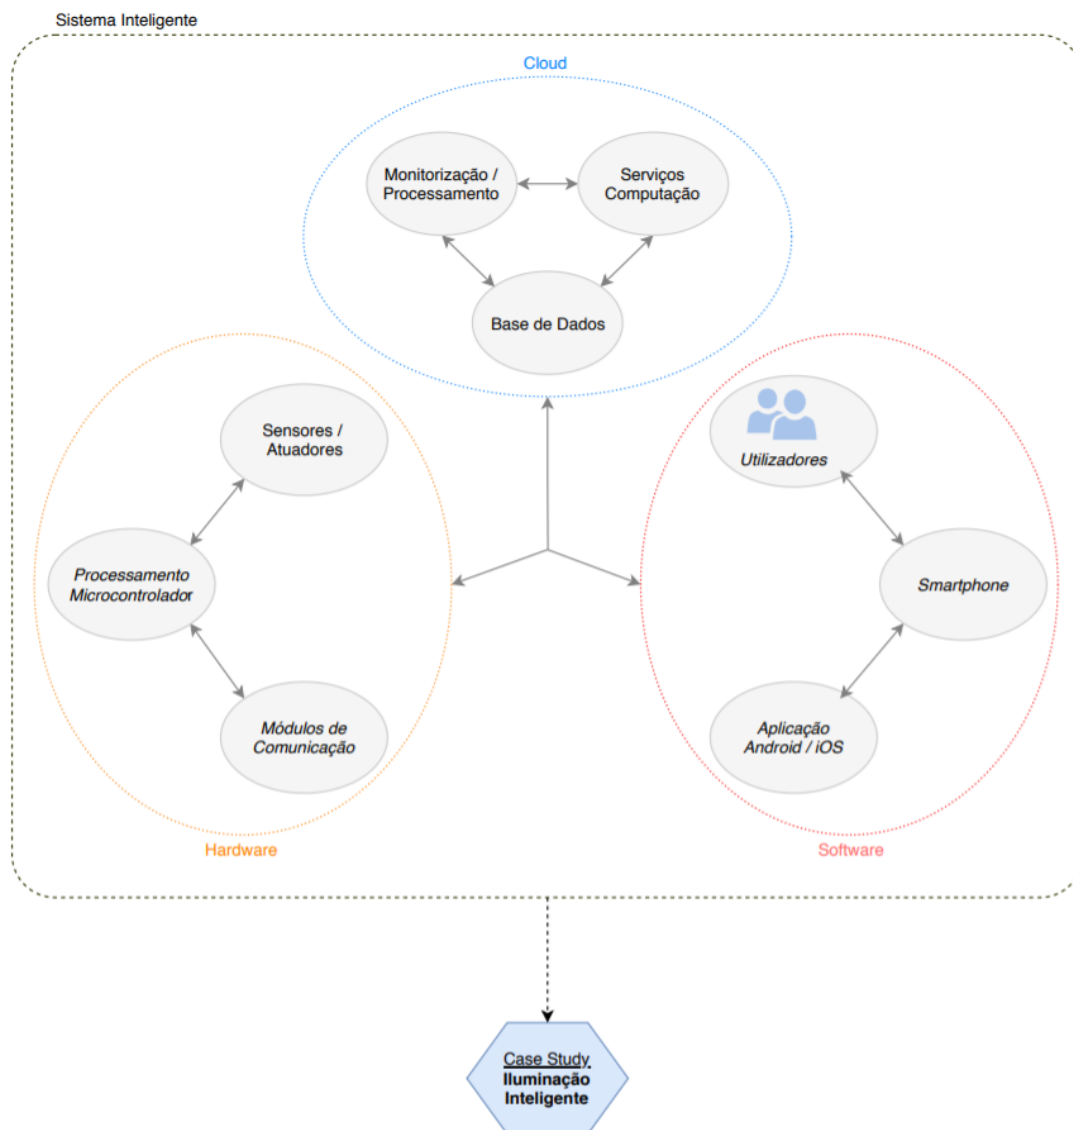 Sistema Inteligente
Cloud
Monitorização /
Processamento
Serviços
Computação
Base de Dados
Sensores /
Atuadores
Processamento
Microcontrolador
Módulos de
Comunicação
Hardware
Utilizadores
Smartphone
Aplicação
Android / iOS
Software
Case Study
Iluminação
Inteligente